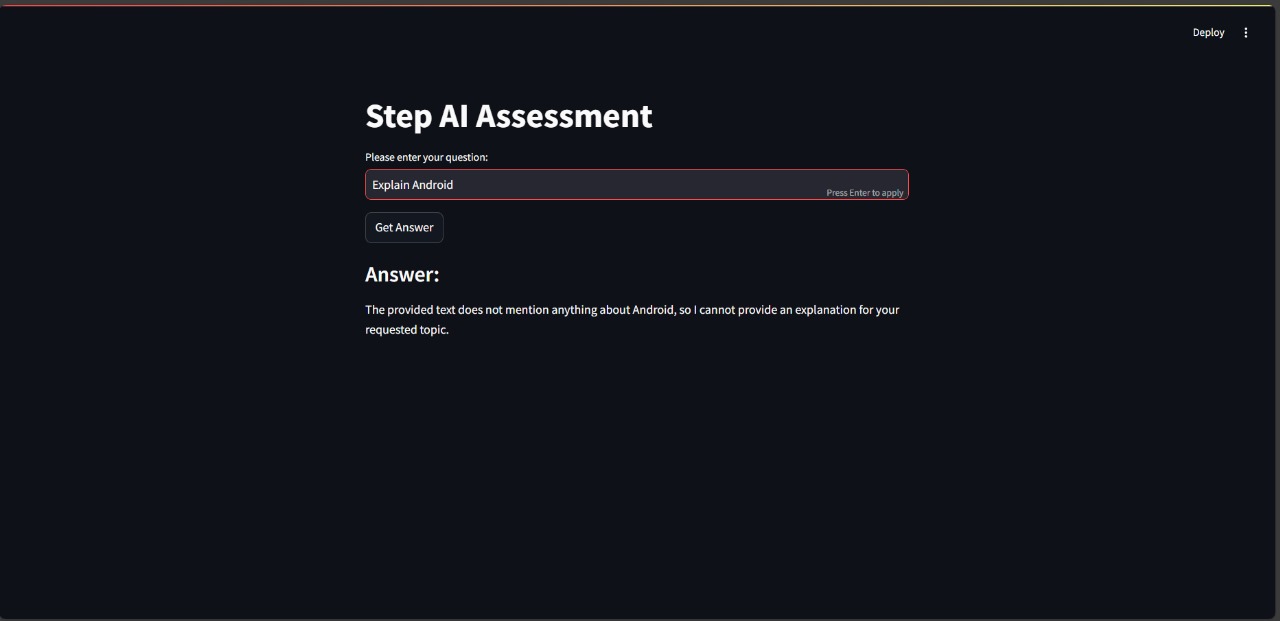 Deploy
Step AI Assessment
Please enter your question:
Explain Android
Press Enter to apply
Get Answer
Answer:
The provided text does not mention anything about Android, so I cannot provide an explanation for your
requested topic.